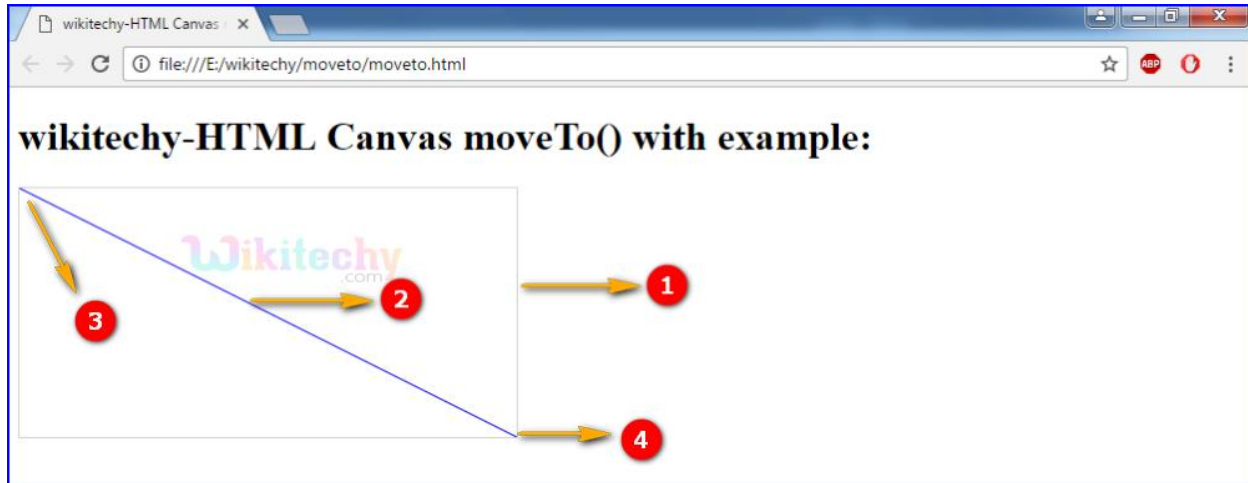 wikitechy-HTML Canvas
file:///E:/wikitechy/moveto/moveto.html
ABP
wikitechy-HTML Canvas moveTo() with example:
Wikitechy
.com
1
2
3
4